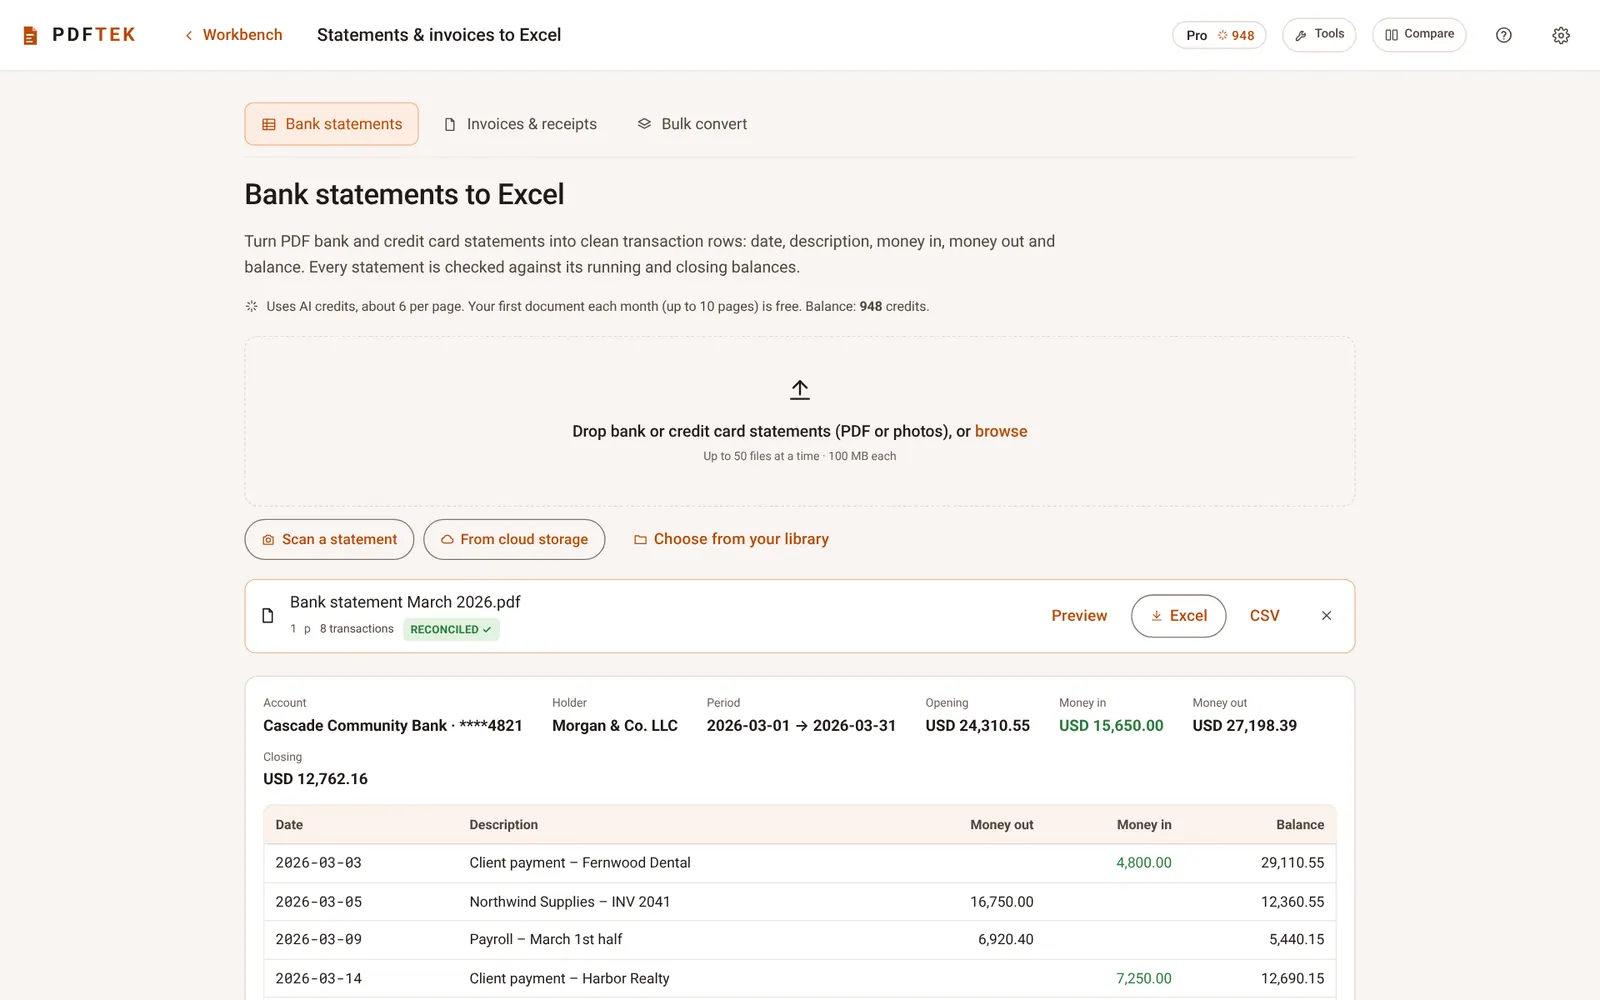 PDFTEK
Workbench
Statements & invoices to Excel
Pro 948
Tools
Compare
Bank statements
Invoices & receipts
Bulk convert
Bank statements to Excel
Turn PDF bank and credit card statements into clean transaction rows: date, description, money in, money out and
balance. Every statement is checked against its running and closing balances.
Uses AI credits, about 6 per page. Your first document each month (up to 10 pages) is free. Balance: 948 credits.
Drop bank or credit card statements (PDF or photos), or browse
Up to 50 files at a time · 100 MB each
Scan a statement
From cloud storage
Choose from your library
Bank statement March 2026.pdf
1 p 8 transactions RECONCILED ✓
Preview
Excel
CSV
Account Holder Period Opening Money in Money out
Cascade Community Bank · ****4821 Morgan & Co. LLC 2026-03-01 → 2026-03-31 USD 24,310.55 USD 15,650.00 USD 27,198.39
Closing
USD 12,762.16
Date Description Money out Money in Balance
2026-03-03 Client payment – Fernwood Dental 4,800.00 29,110.55
2026-03-05 Northwind Supplies – INV 2041 16,750.00 12,360.55
2026-03-09 Payroll – March 1st half 6,920.40 5,440.15
2026-03-14 Client payment – Harbor Realty 7,250.00 12,690.15